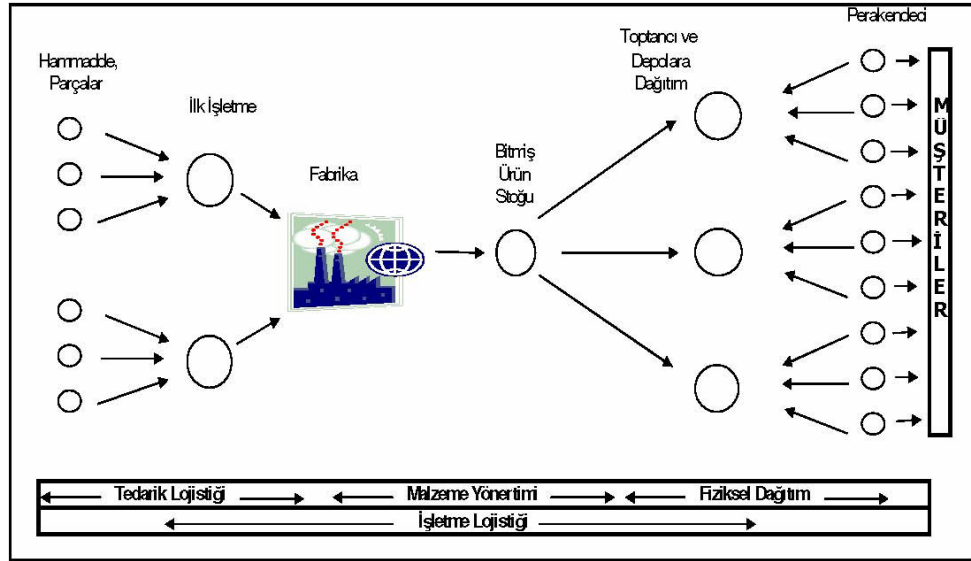 Perakendeci
Toptancı ve
Depolara
Dağıtım
Hammadde,
Parçalar
İlk İşletme
Bitmiş
Ürün
Stoğu
Fabrika
MÜŞTERİLER
Tedarik Lojistiği
Malzeme Yönertimi
Fiziksel Dağıtım
İşletme Lojistiği